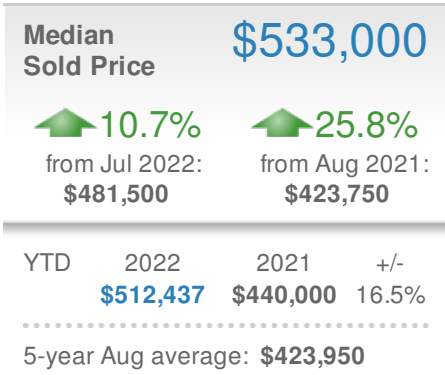 Median
Sold Price
$533,000
10.7%
from Jul 2022:
$481,500
25.8%
from Aug 2021:
$423,750
YTD 2022 2021 +/-
$512,437 $440,000 16.5%
5-year Aug average: $423,950